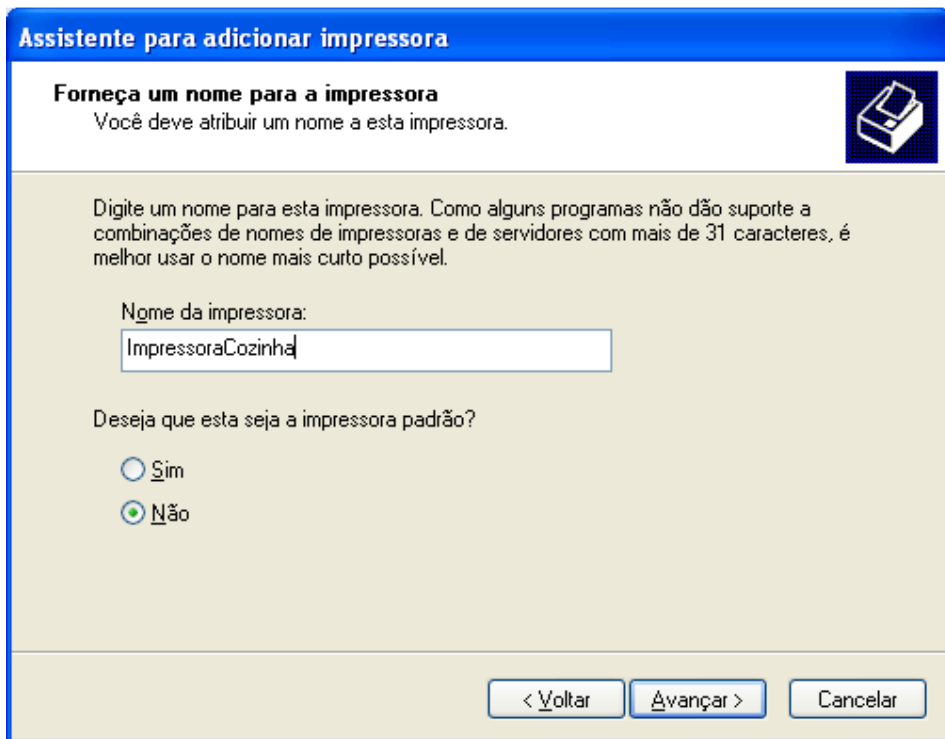 Assistente para adicionar impressora
Forneça um nome para a impressora
Você deve atribuir um nome a esta impressora.
Digite um nome para esta impressora. Como alguns programas não dão suporte a
combinações de nomes de impressoras e de servidores com mais de 31 caracteres, é
melhor usar o nome mais curto possível.
Nome da impressora:
ImpressoraCozinha
Deseja que esta seja a impressora padrão?
Sim
Não
< Voltar
Avançar >
Cancelar